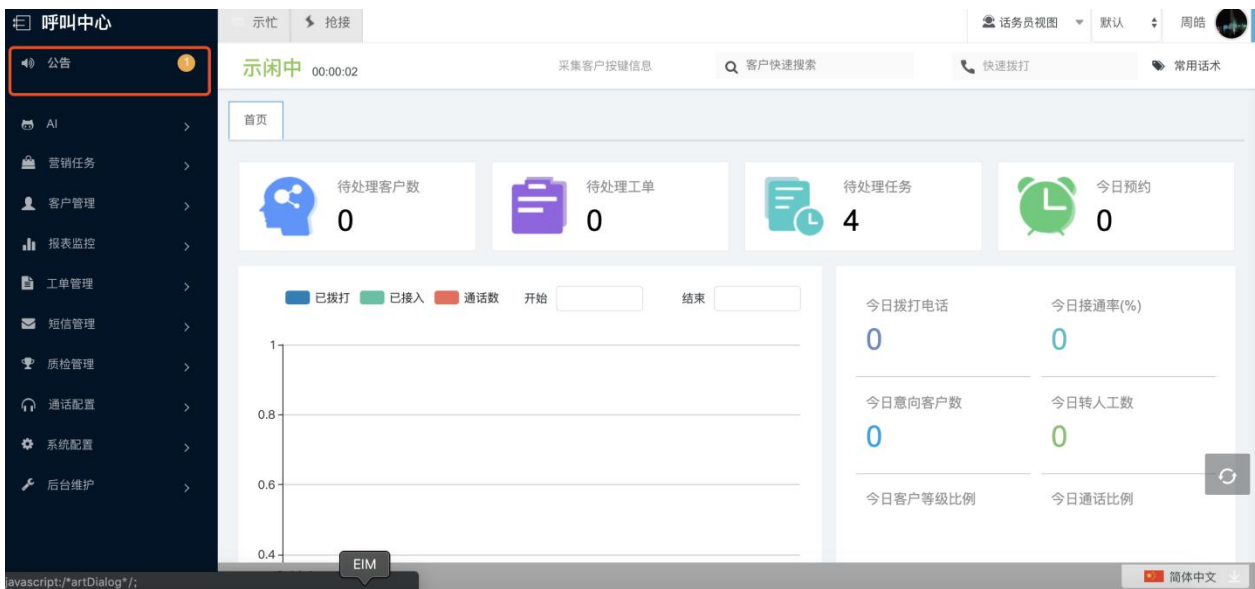 呼叫中心
示忙
抢接
话务员视图
默认
周皓
公告
1
示闲中 00:00:02
采集客户按键信息
客户快速搜索
快速拨打
常用话术
首页
AI
营销任务
客户管理
报表监控
工单管理
短信管理
质检管理
通话配置
系统配置
后台维护
待处理客户数
0
待处理工单
0
待处理任务
4
今日预约
0
已拨打 已接入 通话数 开始 结束
1
0.8
0.6
0.4
今日拨打电话
0
今日接通率(%)
0
今日意向客户数
0
今日转人工数
0
今日客户等级比例
今日通话比例
EIM
javascript:/*artDialog*/;
简体中文